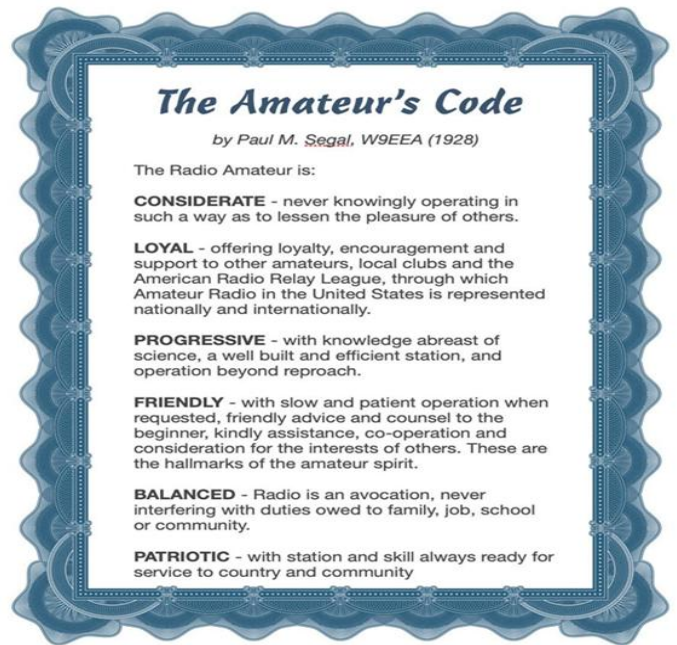 The Amateur's Code
by Paul M. Segal, W9EEA (1928)
The Radio Amateur is:
CONSIDERATE - never knowingly operating in
such a way as to lessen the pleasure of others.
LOYAL - offering loyalty, encouragement and
support to other amateurs, local clubs and the
American Radio Relay League, through which
Amateur Radio in the United States is represented
nationally and internationally.
PROGRESSIVE - with knowledge abreast of
science, a well built and efficient station, and
operation beyond reproach.
FRIENDLY - with slow and patient operation when
requested, friendly advice and counsel to the
beginner, kindly assistance, co-operation and
consideration for the interests of others. These are
the hallmarks of the amateur spirit.
BALANCED - Radio is an avocation, never
interfering with duties owed to family, job, school
or community.
PATRIOTIC - with station and skill always ready for
service to country and community